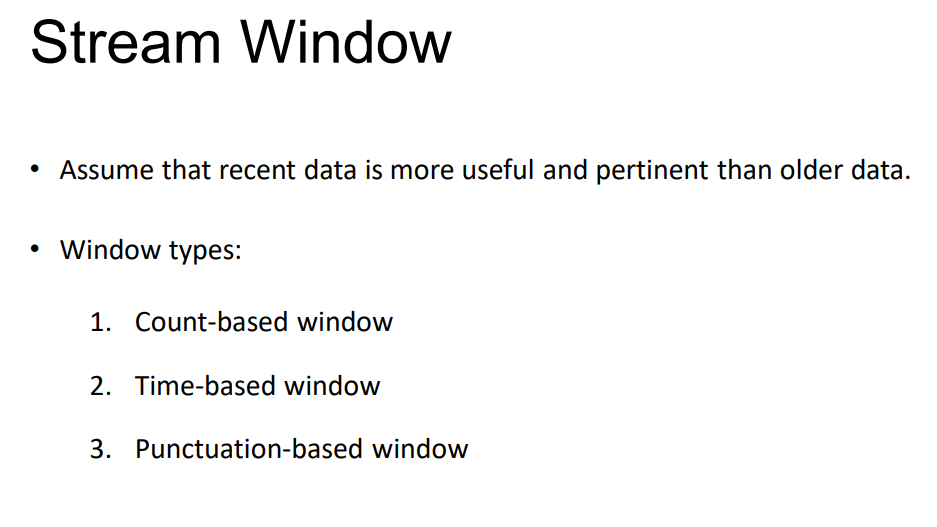 Stream Window
• Assume that recent data is more useful and pertinent than older data.
• Window types:
1. Count-based window
2. Time-based window
3. Punctuation-based window